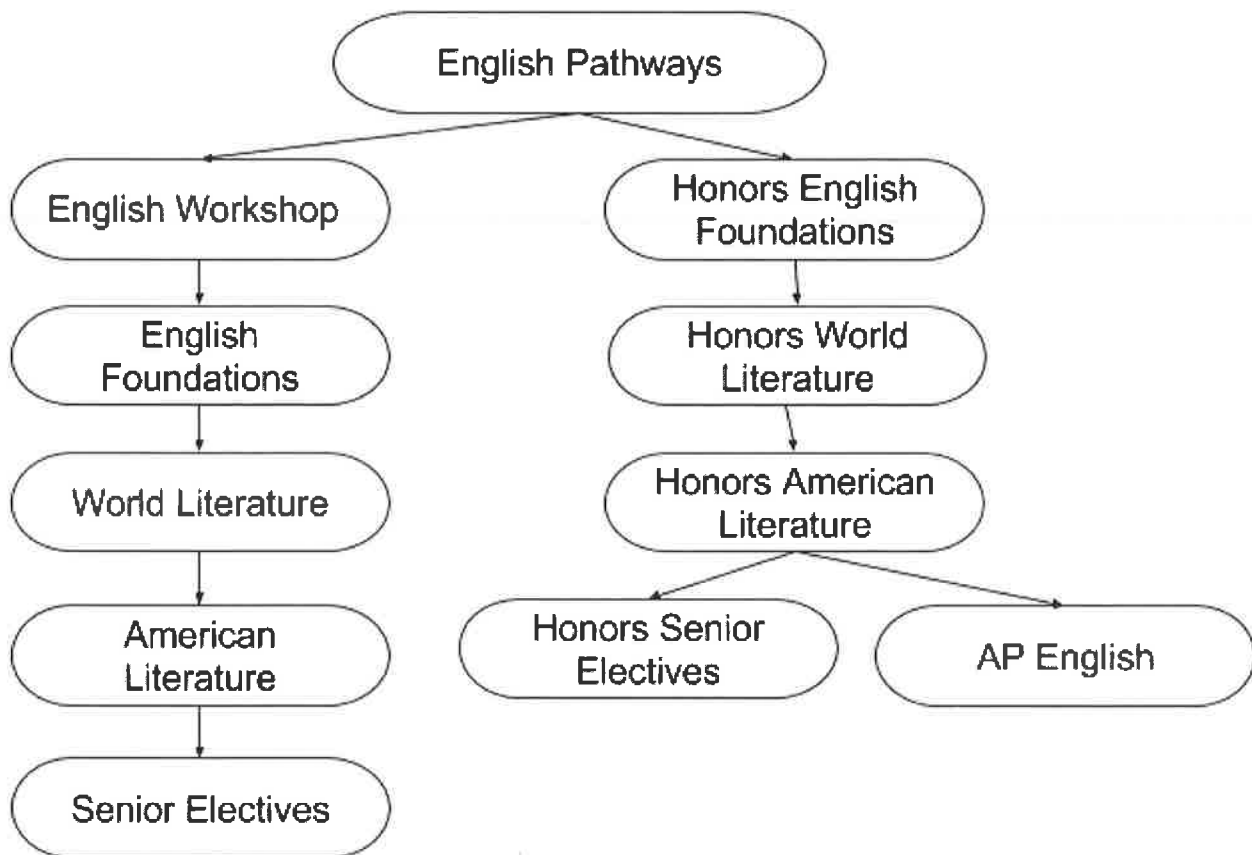 English Pathways
English Workshop
Honors English
Foundations
English
Foundations
Honors World
Literature
World Literature
Honors American
Literature
American
Literature
Honors Senior
Electives
AP English
Senior Electives